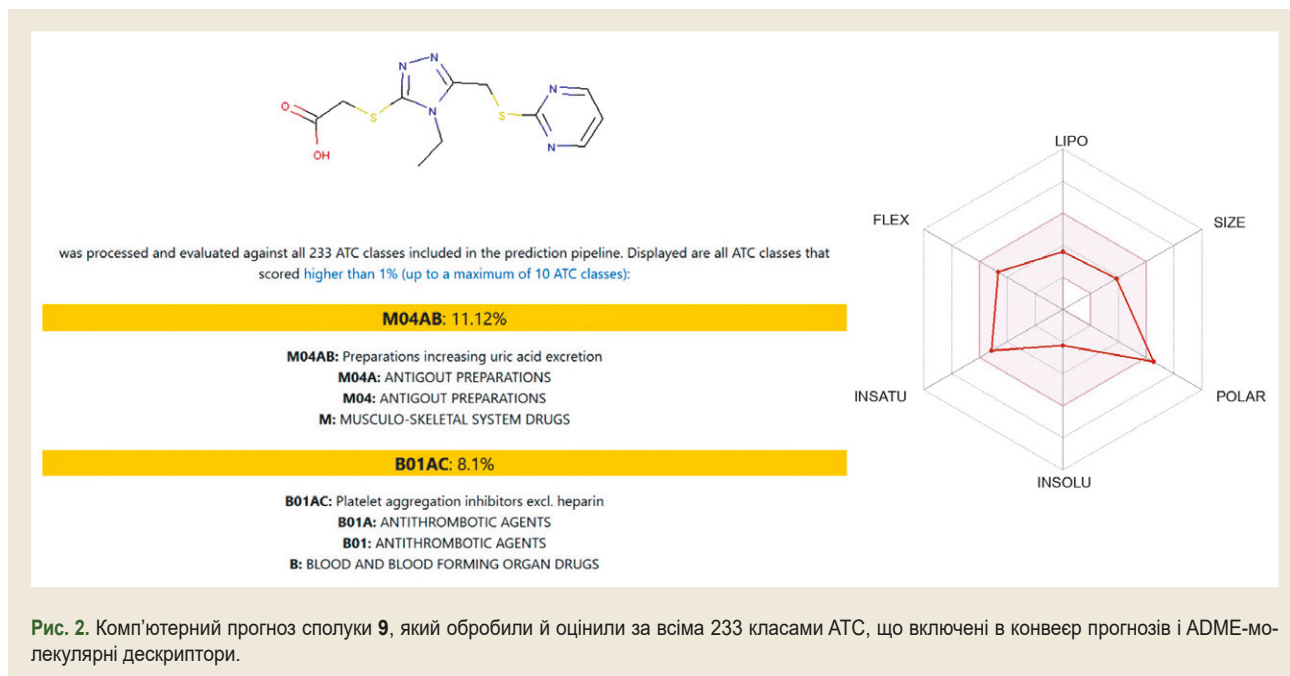 N
N
N
N
N
S
S
O
OH
was processed and evaluated against all 233 ATC classes included in the prediction pipeline. Displayed are all ATC classes that
scored higher than 1% (up to a maximum of 10 ATC classes):
M04AB: 11.12%
M04AB: Preparations increasing uric acid excretion
M04A: ANTIGOUT PREPARATIONS
M04: ANTIGOUT PREPARATIONS
M: MUSCULO-SKELETAL SYSTEM DRUGS
B01AC: 8.1%
B01AC: Platelet aggregation inhibitors excl. heparin
B01A: ANTITHROMBOTIC AGENTS
B01: ANTITHROMBOTIC AGENTS
B: BLOOD AND BLOOD FORMING ORGAN DRUGS
LIPO
FLEX
SIZE
INSATU
POLAR
INSOLU
Рис. 2. Комп’ютерний прогноз сполуки 9, який обробили й оцінили за всіма 233 класами АТС, що включені в конвеєр прогнозів і ADME-мо-
лекулярні дескриптори.